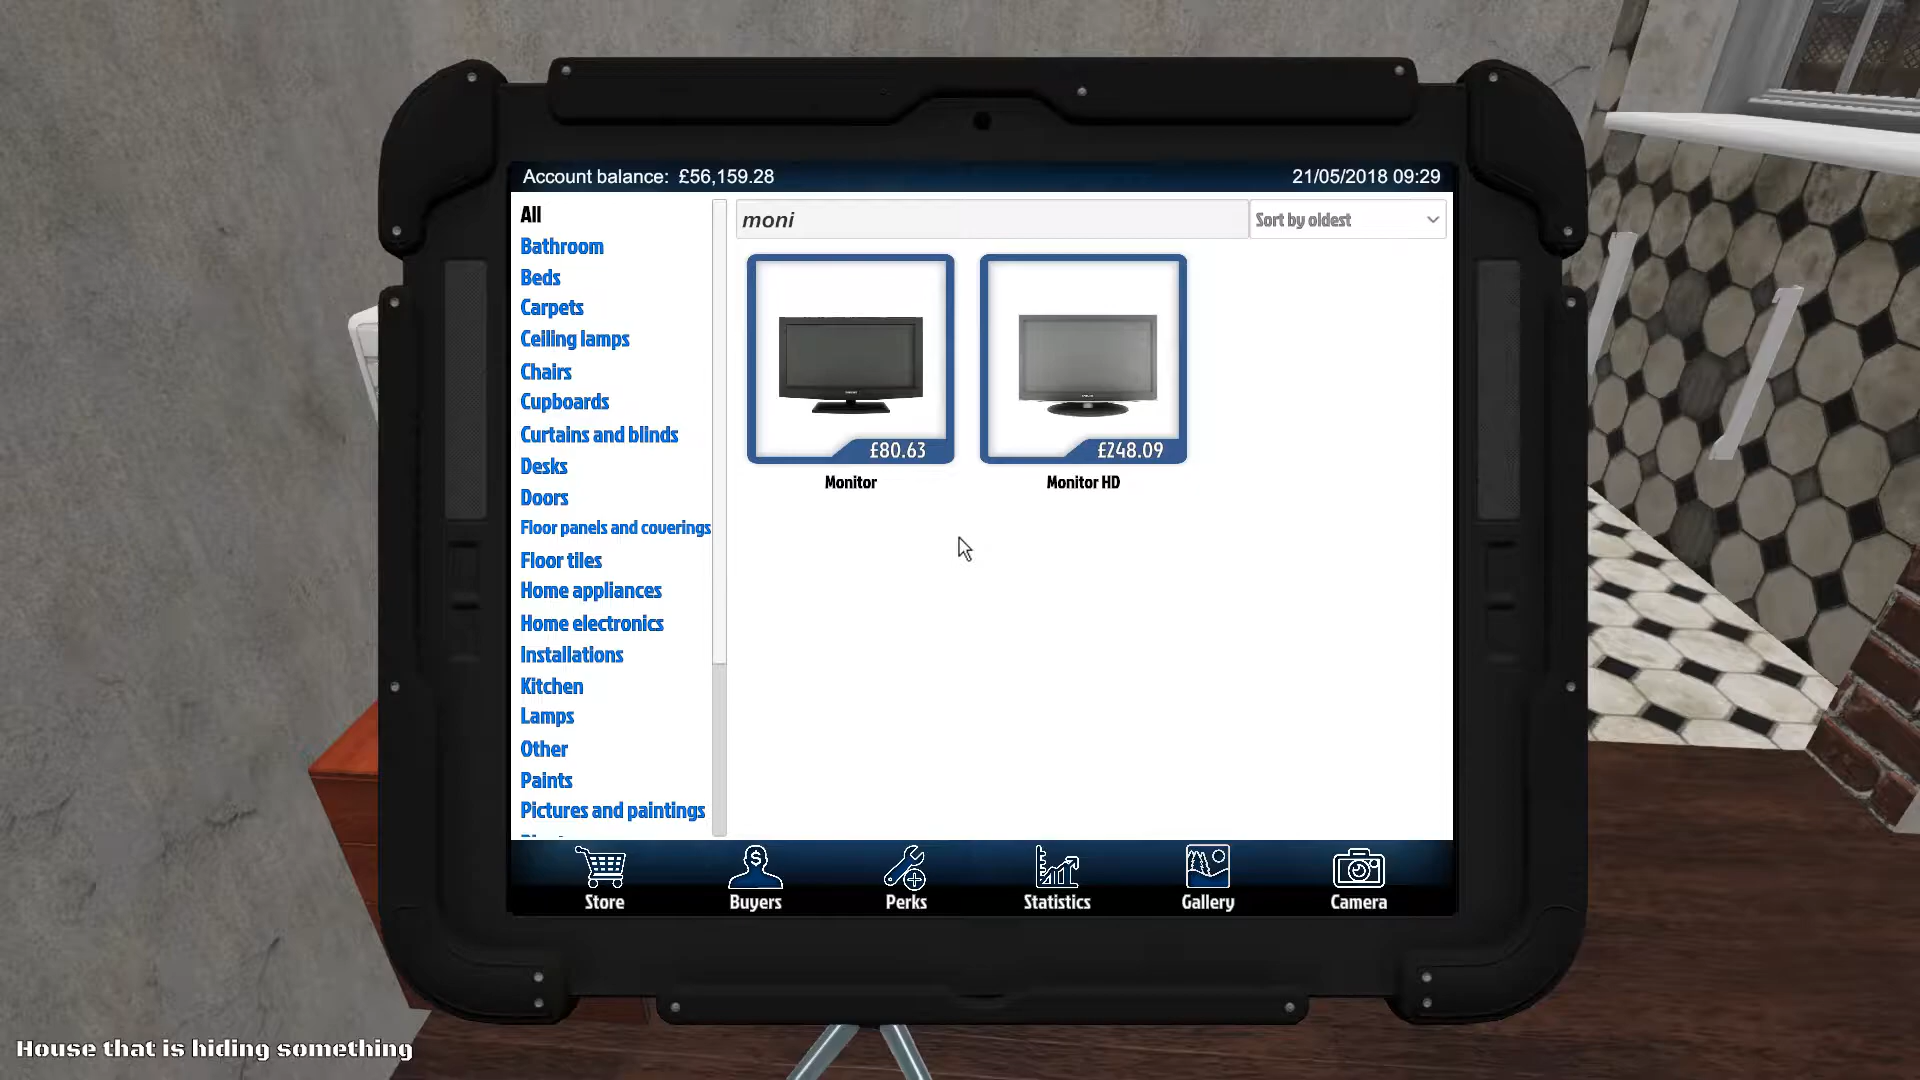 Account balance: £56,159.28
21/05/2018 09:29
All
Bathroom
Beds
Carpets
Ceiling lamps
Chairs
Cupboards
Curtains and blinds
Desks
Doors
Floor panels and coverings
Floor tiles
Home appliances
Home electronics
Installations
Kitchen
Lamps
Other
Paints
Pictures and paintings
moni
Sort by oldest
£80.63
£248.09
Monitor
Monitor HD
Store
Buyers
Perks
Statistics
Gallery
Camera
House that is hiding something